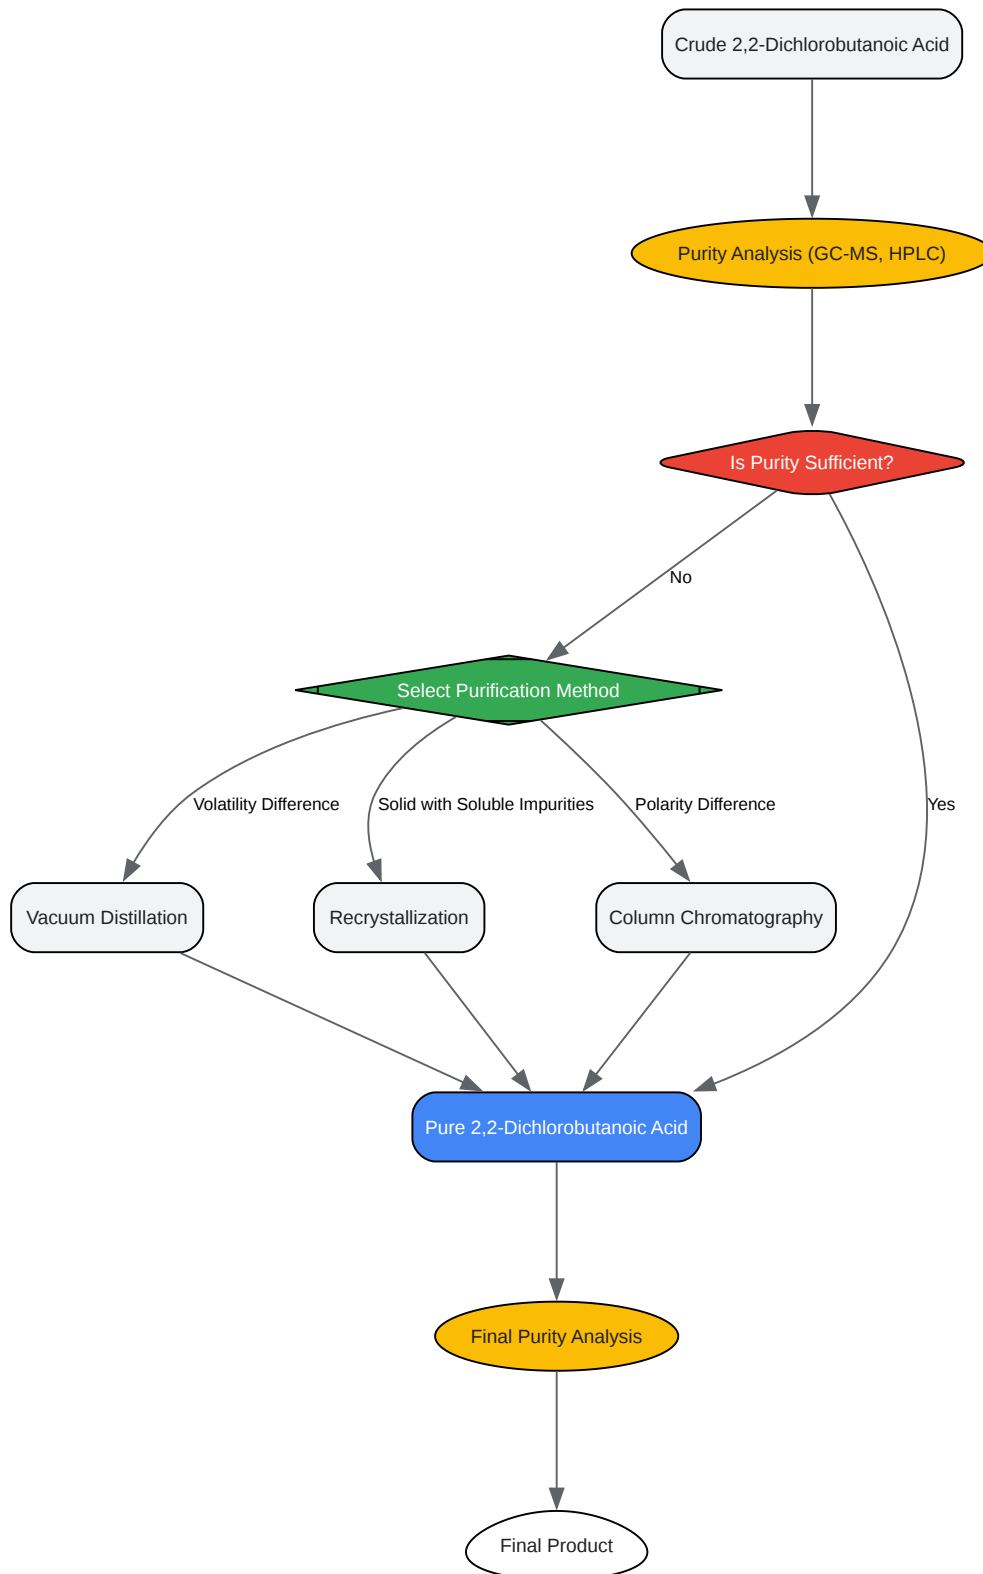 Crude 2,2-Dichlorobutanoic Acid
Purity Analysis (GC-MS, HPLC)
Is Purity Sufficient?
No
Select Purification Method
Volatility Difference
Solid with Soluble Impurities
Polarity Difference
Yes
Vacuum Distillation
Recrystallization
Column Chromatography
Pure 2,2-Dichlorobutanoic Acid
Final Purity Analysis
Final Product